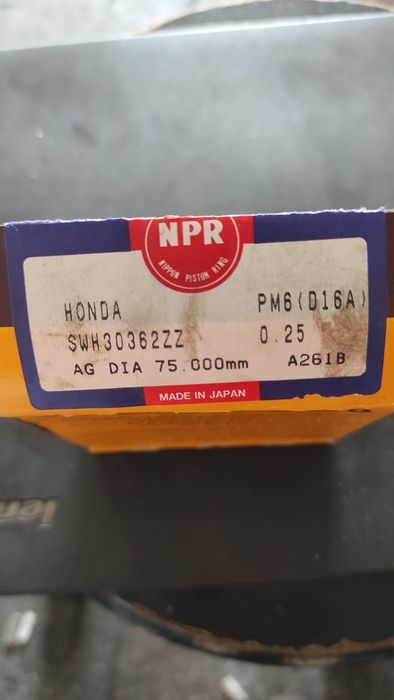 NPR
NIPPON PISTON RING
HONDA PM6(D16A)
SWH30362ZZ 0.25
AG DIA 75.000mm A261B
MADE IN JAPAN